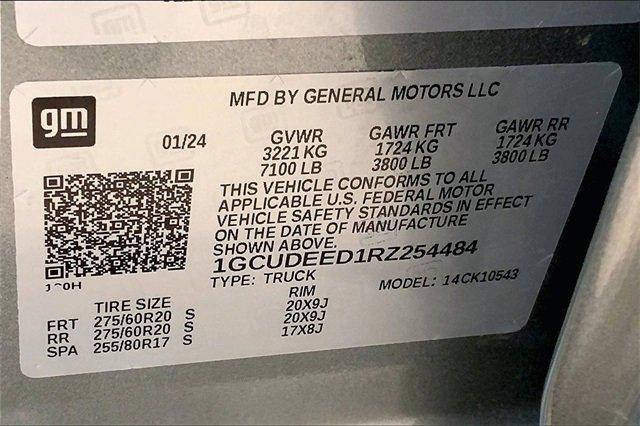 gm
MFD BY GENERAL MOTORS LLC
01/24
GVWR GAWR FRT GAWR RR
3221 KG 1724 KG 1724 KG
7100 LB 3800 LB 3800 LB
THIS VEHICLE CONFORMS TO ALL
APPLICABLE U.S. FEDERAL MOTOR
VEHICLE SAFETY STANDARDS IN EFFECT
ON THE DATE OF MANUFACTURE
SHOWN ABOVE.
1GCUDEED1RZ254484
TYPE: TRUCK MODEL: 14CK10543
TIRE SIZE RIM
FRT 275/60R20 S 20X9J
RR 275/60R20 S 20X9J
SPA 255/80R17 S 17X8J